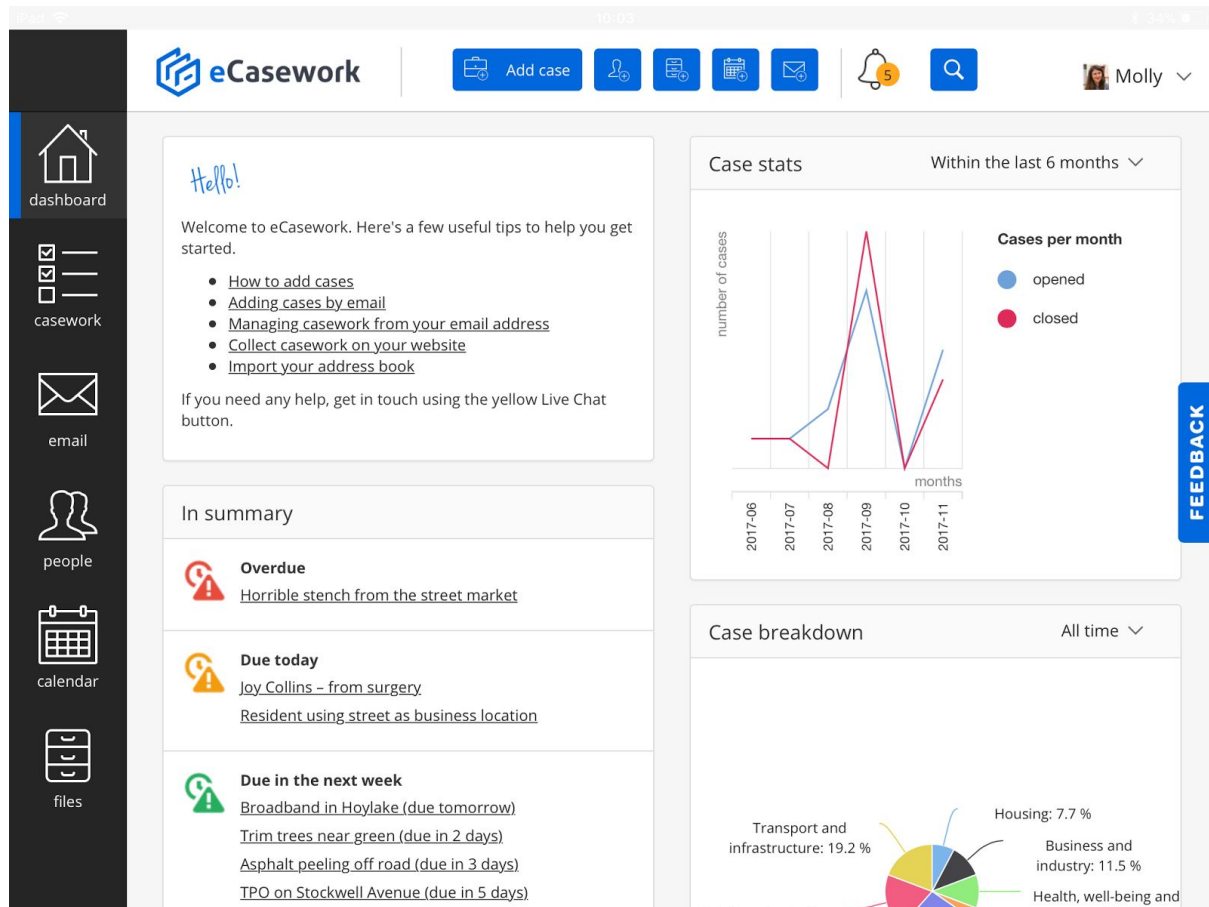 iPad
10:03
34%
eCasework
Add case
5
Molly
dashboard
casework
email
people
calendar
files
Hello!
Welcome to eCasework. Here's a few useful tips to help you get
started.
How to add cases
Adding cases by email
Managing casework from your email address
Collect casework on your website
Import your address book
If you need any help, get in touch using the yellow Live Chat
button.
In summary
Overdue
Horrible stench from the street market
Due today
Joy Collins – from surgery
Resident using street as business location
Due in the next week
Broadband in Hoylake (due tomorrow)
Trim trees near green (due in 2 days)
Asphalt peeling off road (due in 3 days)
TPO on Stockwell Avenue (due in 5 days)
Case stats
Within the last 6 months
number of cases
Cases per month
opened
closed
months
2017-06
2017-07
2017-08
2017-09
2017-10
2017-11
FEEDBACK
Case breakdown
All time
Housing: 7.7 %
Transport and
infrastructure: 19.2 %
Business and
industry: 11.5 %
Health, well-being and